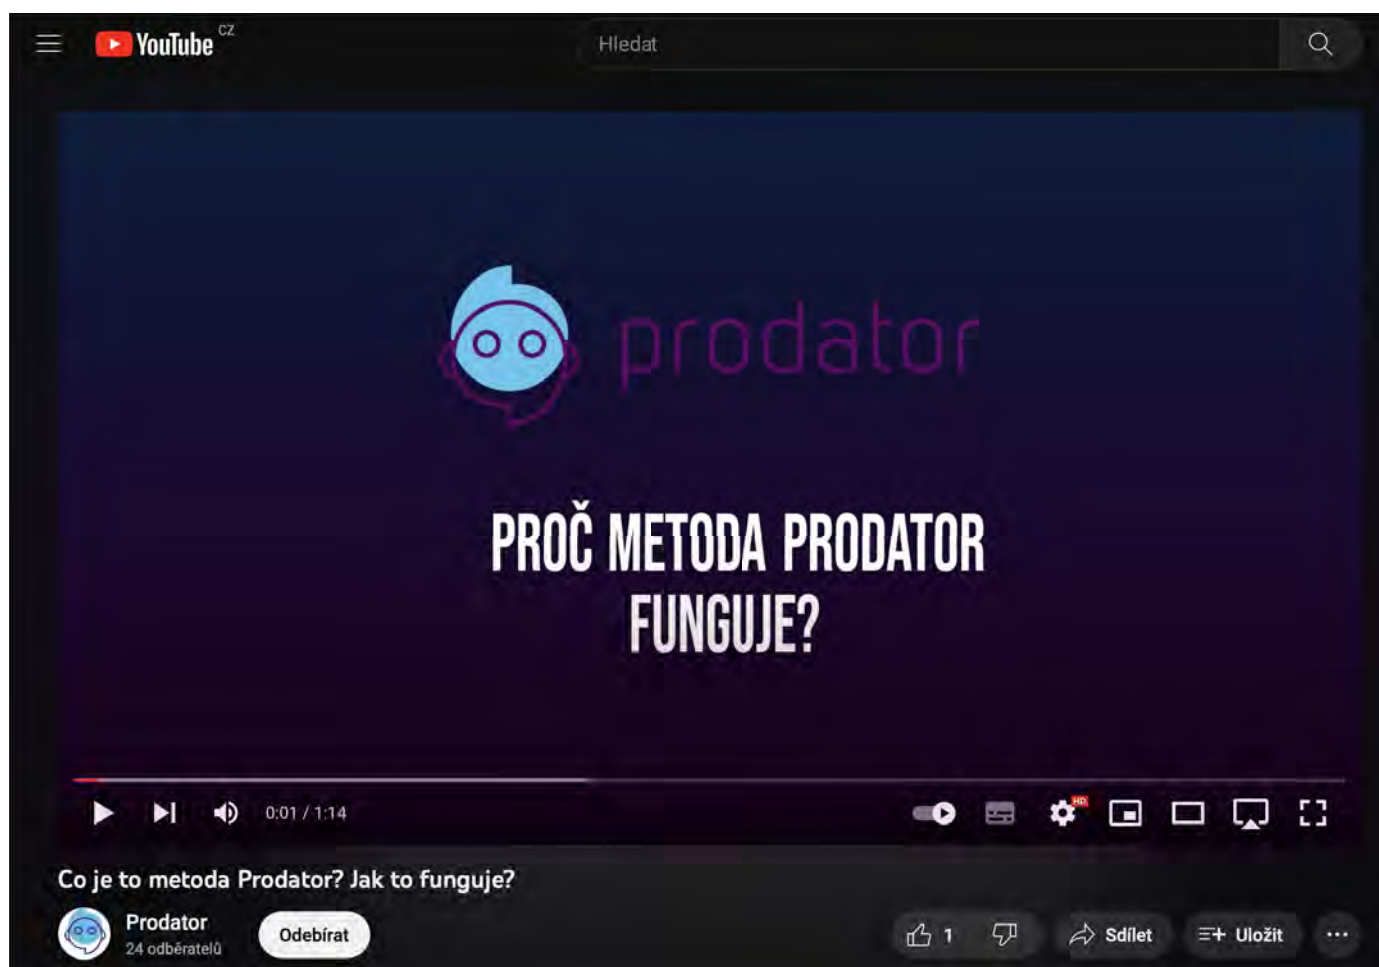 YouTube CZ
Hledat
prodator
PROČ METODA PRODATOR
FUNGUJE?
0:01 / 1:14
HD
Co je to metoda Prodator? Jak to funguje?
Prodator
24 odběratelů
Odebírat
1
Sdílet
Uložit